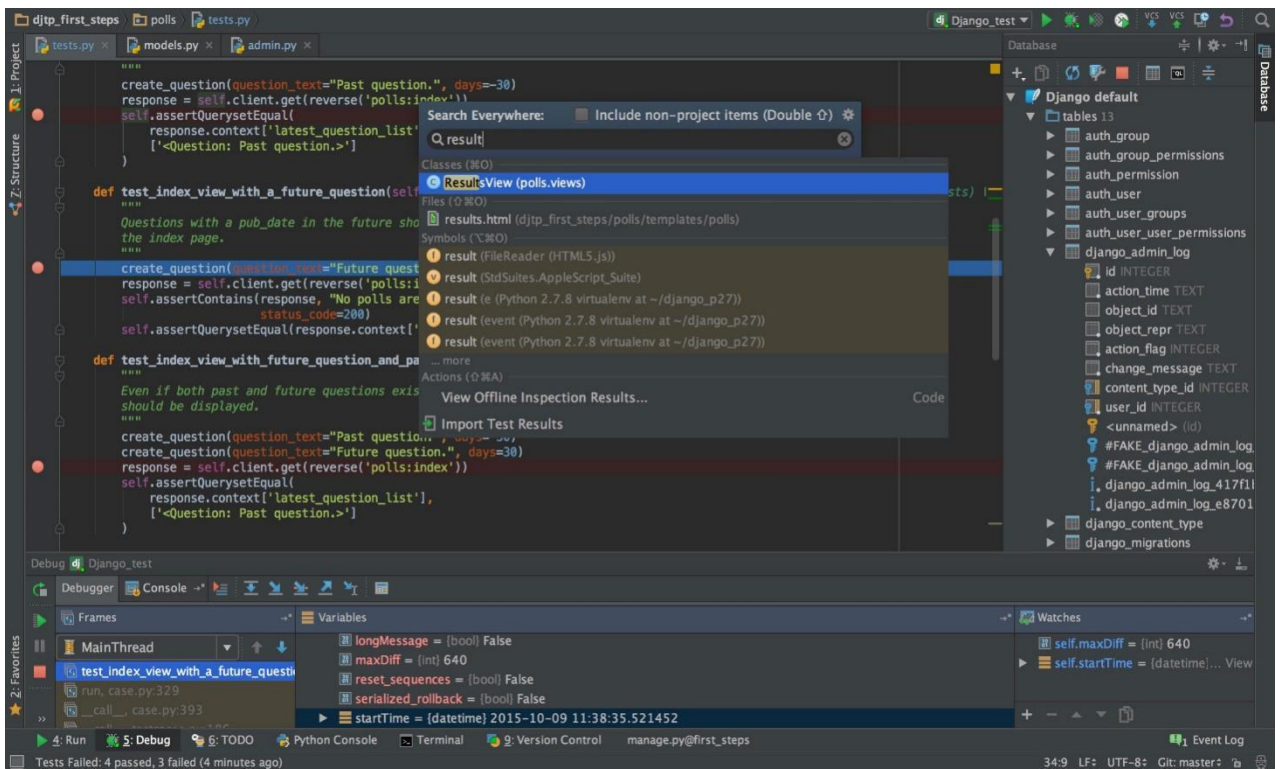 djtp_first_steps polls tests.py
Django_test
VCS VCS
tests.py × models.py × admin.py ×
1: Project
Z: Structure
2: Favorites
"""
create_question(question_text="Past question.", days=-30)
response = self.client.get(reverse('polls:index'))
self.assertQuerysetEqual(
response.context['latest_question_list'
['<Question: Past question.>']
)
def test_index_view_with_a_future_question(self
"""
Questions with a pub_date in the future sho
the index page.
"""
create_question(question_text="Future quest
response = self.client.get(reverse('polls:i
self.assertContains(response, "No polls are
status_code=200)
self.assertQuerysetEqual(response.context['
def test_index_view_with_future_question_and_pa
"""
Even if both past and future questions exis
should be displayed.
"""
create_question(question_text="Past question.", days=-30)
create_question(question_text="Future question.", days=30)
response = self.client.get(reverse('polls:index'))
self.assertQuerysetEqual(
response.context['latest_question_list'],
['<Question: Past question.>']
)
sts)
Search Everywhere: Include non-project items (Double ⇧)
result
Classes (⌘O)
ResultsView (polls.views)
Files (⇧⌘O)
results.html (djtp_first_steps/polls/templates/polls)
Symbols (⌥⌘O)
result (FileReader (HTML5.js))
result (StdSuites.AppleScript_Suite)
result (e (Python 2.7.8 virtualenv at ~/django_p27))
result (event (Python 2.7.8 virtualenv at ~/django_p27))
result (event (Python 2.7.8 virtualenv at ~/django_p27))
... more
Actions (⇧⌘A)
View Offline Inspection Results... Code
Import Test Results
Database
Database
Django default
tables 13
auth_group
auth_group_permissions
auth_permission
auth_user
auth_user_groups
auth_user_user_permissions
django_admin_log
id INTEGER
action_time TEXT
object_id TEXT
object_repr TEXT
action_flag INTEGER
change_message TEXT
content_type_id INTEGER
user_id INTEGER
<unnamed> (id)
#FAKE_django_admin_log_
#FAKE_django_admin_log_
django_admin_log_417f1
django_admin_log_e8701
django_content_type
django_migrations
Debug Django_test
Debugger Console
Frames
MainThread
test_index_view_with_a_future_questi
run, case.py:329
__call__, case.py:393
Variables
longMessage = {bool} False
maxDiff = {int} 640
reset_sequences = {bool} False
serialized_rollback = {bool} False
startTime = {datetime} 2015-10-09 11:38:35.521452
Watches
self.maxDiff = {int} 640
self.startTime = {datetime}... View
4: Run 5: Debug 6: TODO Python Console Terminal 9: Version Control manage.py@first_steps 1 Event Log
Tests Failed: 4 passed, 3 failed (4 minutes ago) 34:9 LF÷ UTF-8÷ Git: master÷